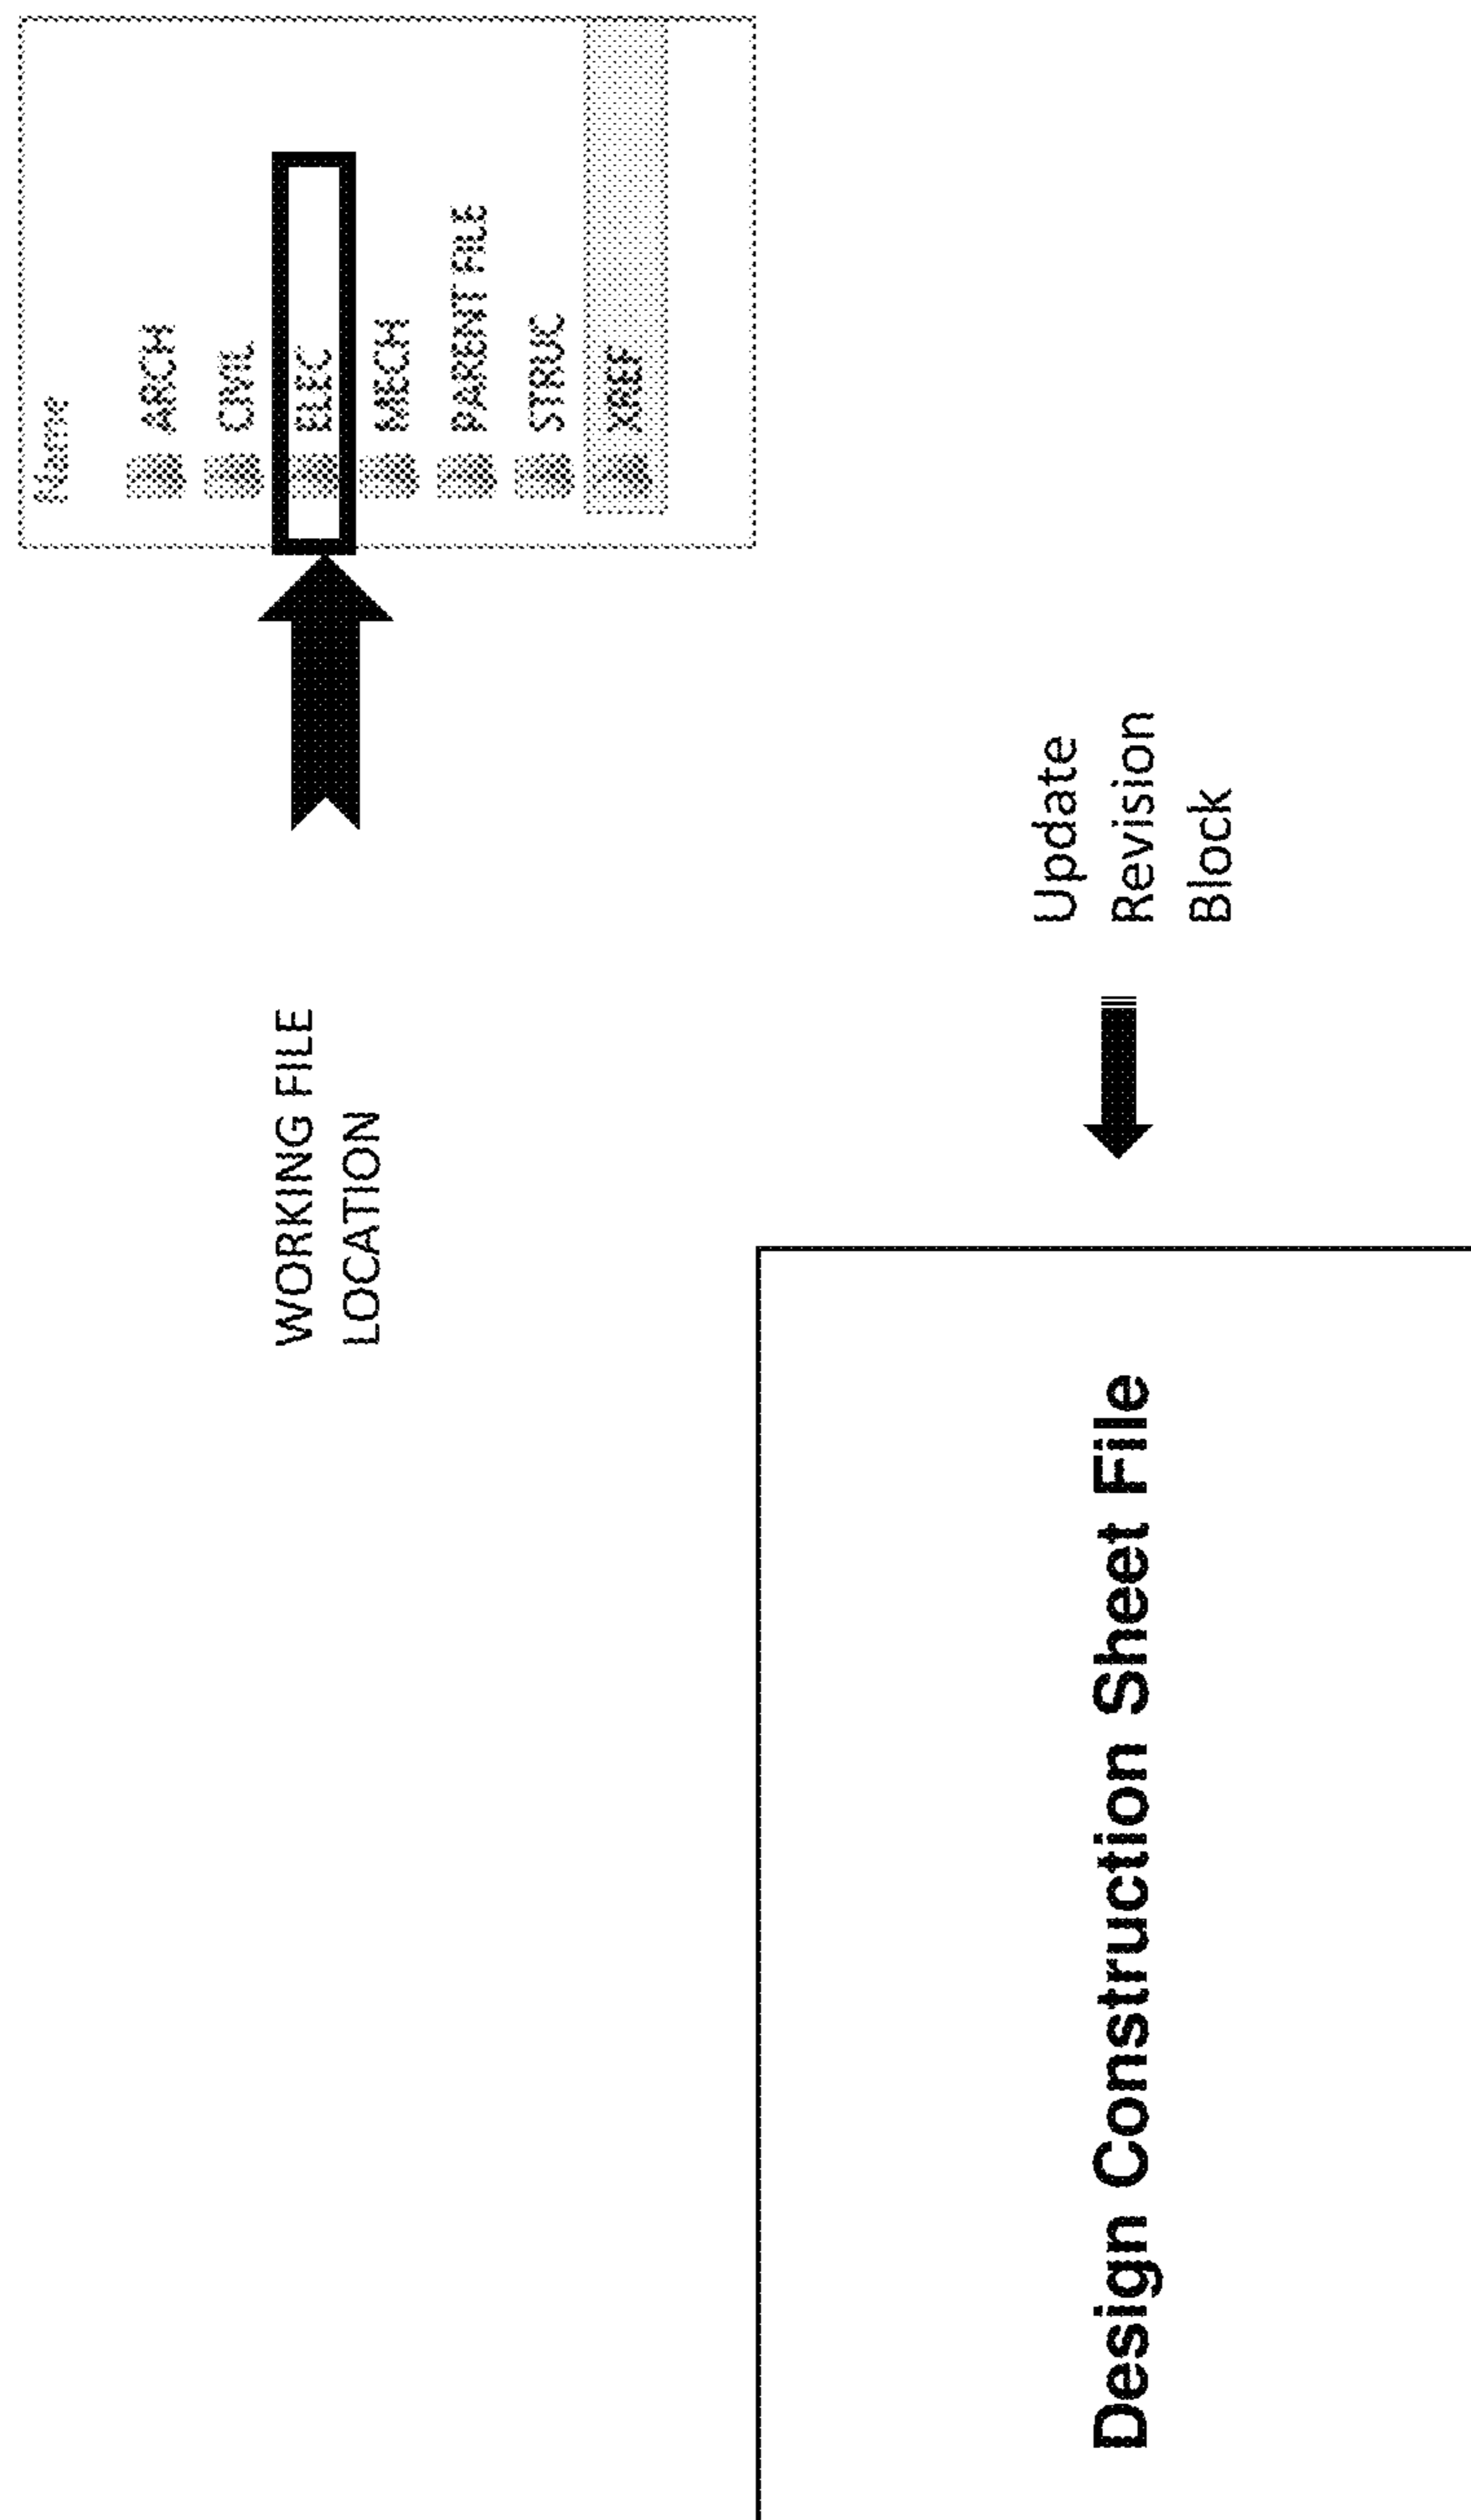 Name
ARCH
CIVIL
ELEC
MECH
PARENT FILE
STRUC
XREF
WORKING FILE
LOCATION
Update
Revision
Block
Design Construction Sheet File